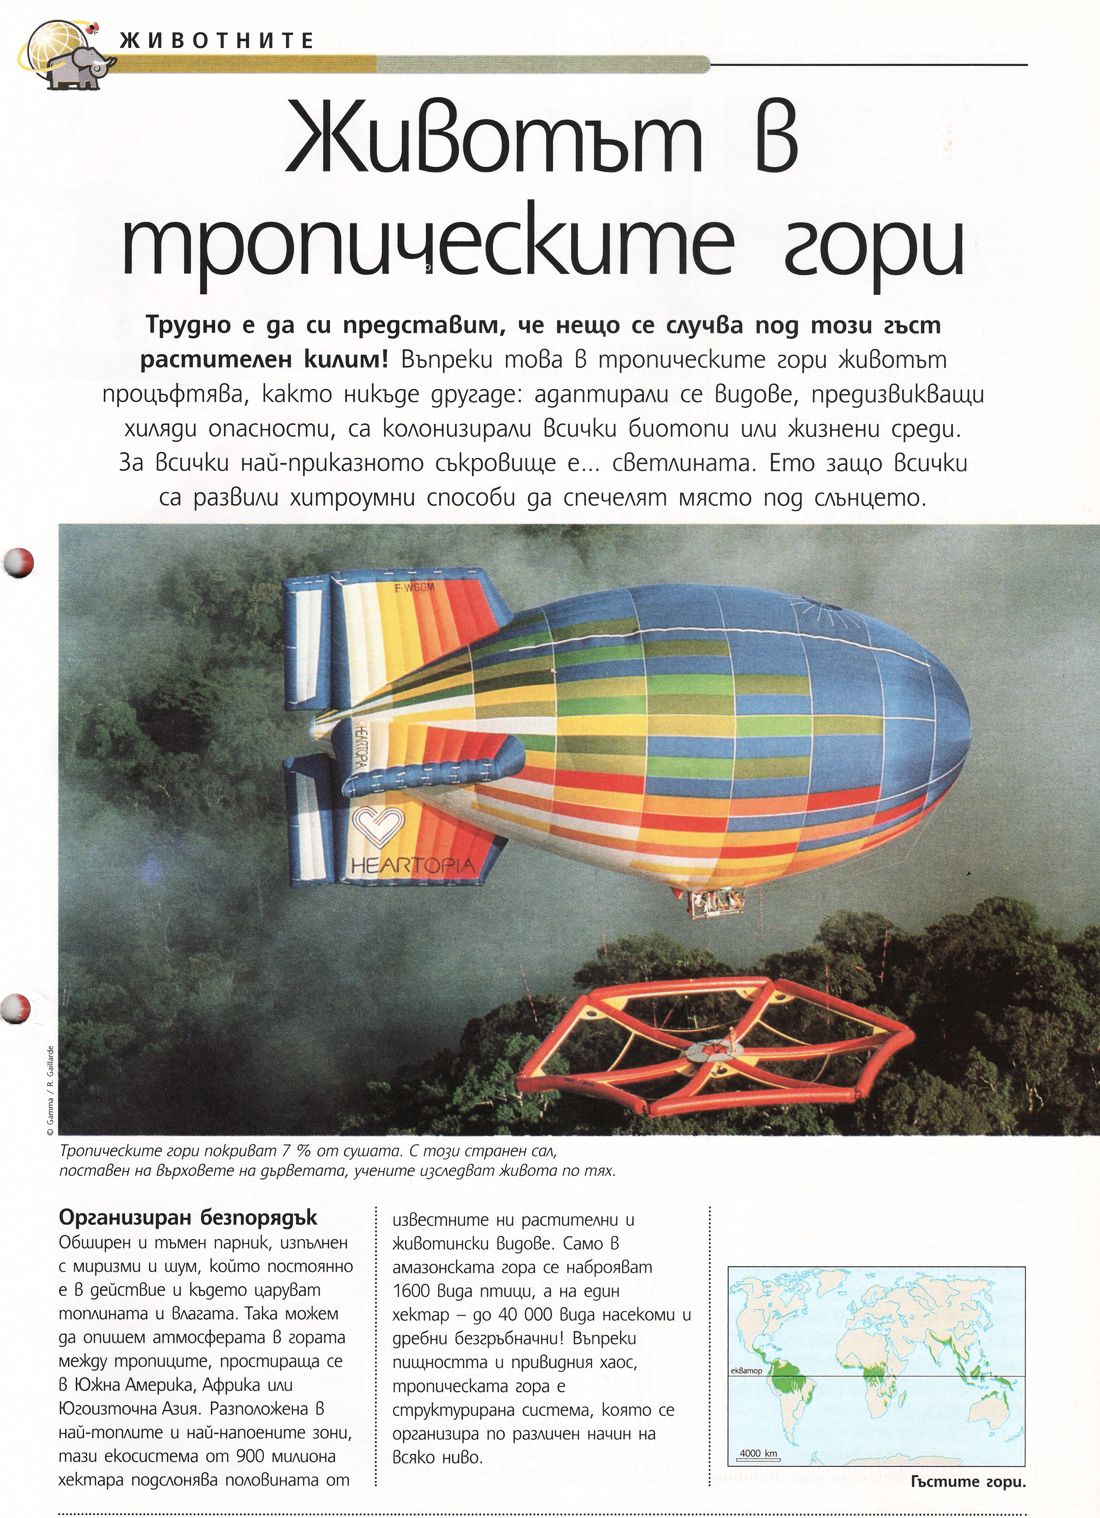 ЖИВОТНИТЕ
Животът в
тропическите гори
Трудно е да си представим, че нещо се случва под този гъст
растителен килим! Въпреки това в тропическите гори животът
процъфтява, както никъде другаде: адаптирали се видове, предизвикващи
хиляди опасности, са колонизирали всички биотопи или жизнени среди.
За всички най-приказното съкровище е... светлината. Ето защо всички
са развили хитроумни способи да спечелят място под слънцето.
F-WGGM
HEARTOPIA
HEARTOPIA
© Gamma / R. Gaillarde
Тропическите гори покриват 7 % от сушата. С този странен сал,
поставен на върховете на дърветата, учените изследват живота по тях.
Организиран безпорядък
Обширен и тъмен парник, изпълнен
с миризми и шум, който постоянно
е в действие и където царуват
топлината и влагата. Така можем
да опишем атмосферата в гората
между тропиците, простираща се
в Южна Америка, Африка или
Югоизточна Азия. Разположена в
най-топлите и най-напоените зони,
тази екосистема от 900 милиона
хектара подслонява половината от
известните ни растителни и
животински видове. Само в
амазонската гора се наброяват
1600 вида птици, а на един
хектар – до 40 000 вида насекоми и
дребни безгръбначни! Въпреки
пищността и привидния хаос,
тропическата гора е
структурирана система, която се
организира по различен начин на
всяко ниво.
екватор
4000 km
Гъстите гори.